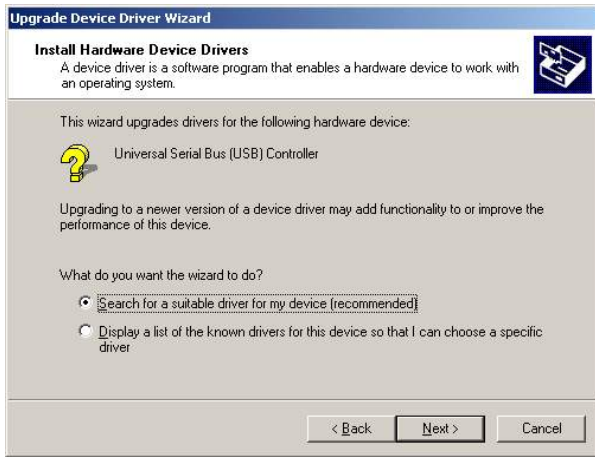 Upgrade Device Driver Wizard
Install Hardware Device Drivers
A device driver is a software program that enables a hardware device to work with
an operating system.
This wizard upgrades drivers for the following hardware device:
Universal Serial Bus (USB) Controller
Upgrading to a newer version of a device driver may add functionality to or improve the
performance of this device.
What do you want the wizard to do?
Search for a suitable driver for my device (recommended)
Display a list of the known drivers for this device so that I can choose a specific
driver
< Back Next > Cancel